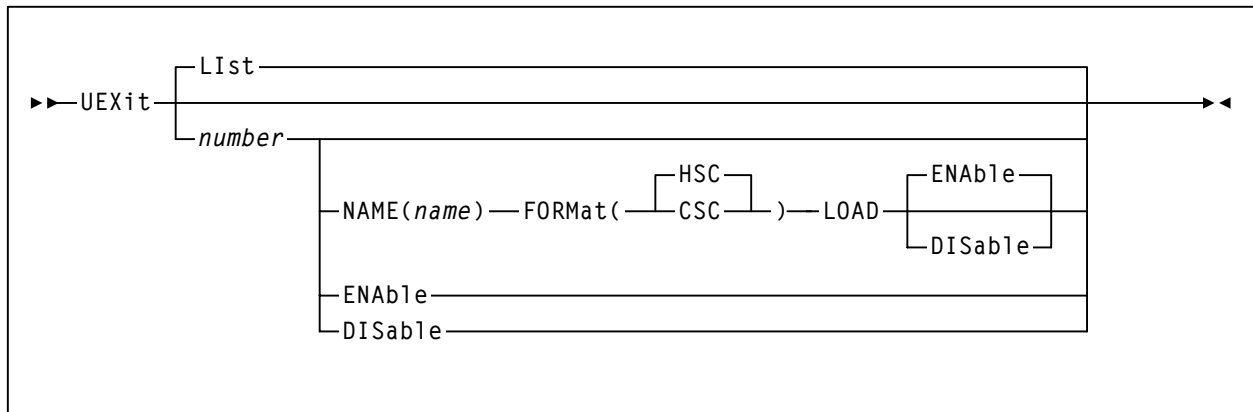 LIst
UEXit
number
HSC
ENAble
NAME(name) FORMat( CSC ) LOAD
DISable
ENAble
DISable